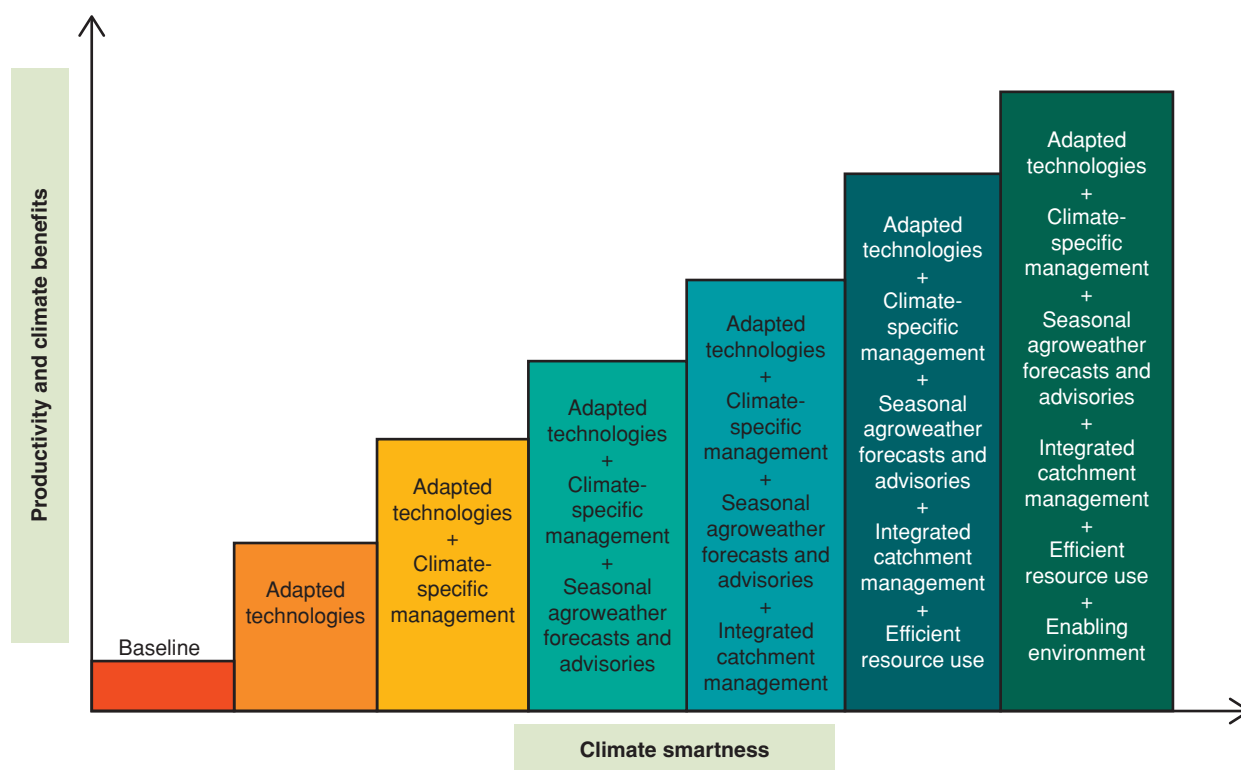 Productivity and climate benefits
Baseline
Adapted
technologies
Adapted
technologies
+
Climate-
specific
management
Adapted
technologies
+
Climate-
specific
management
+
Seasonal
agroweather
forecasts and
advisories
Adapted
technologies
+
Climate-
specific
management
+
Seasonal
agroweather
forecasts and
advisories
+
Integrated
catchment
management
Adapted
technologies
+
Climate-
specific
management
+
Seasonal
agroweather
forecasts and
advisories
+
Integrated
catchment
management
+
Efficient
resource use
Adapted
technologies
+
Climate-
specific
management
+
Seasonal
agroweather
forecasts and
advisories
+
Integrated
catchment
management
+
Efficient
resource use
+
Enabling
environment
Climate smartness